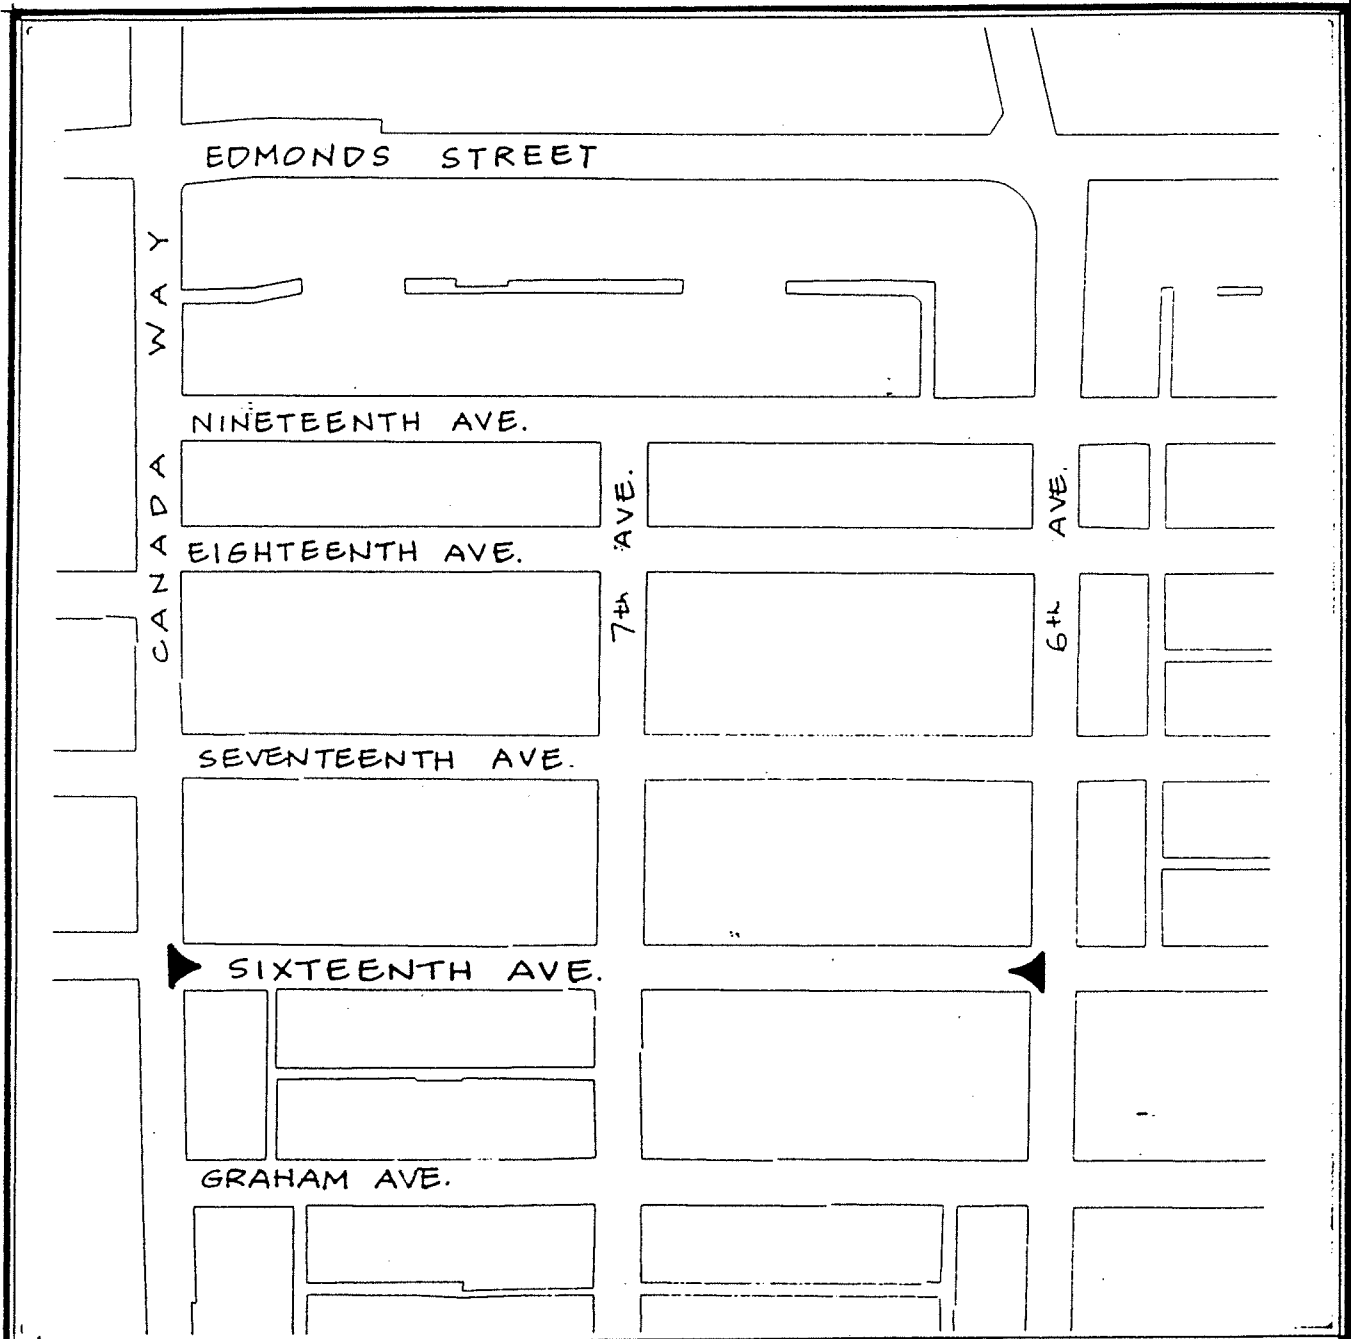 EDMONDS STREET
CANADA WAY
NINETEENTH AVE.
7th AVE.
6th AVE.
EIGHTEENTH AVE.
SEVENTEENTH AVE.
SIXTEENTH AVE.
GRAHAM AVE.